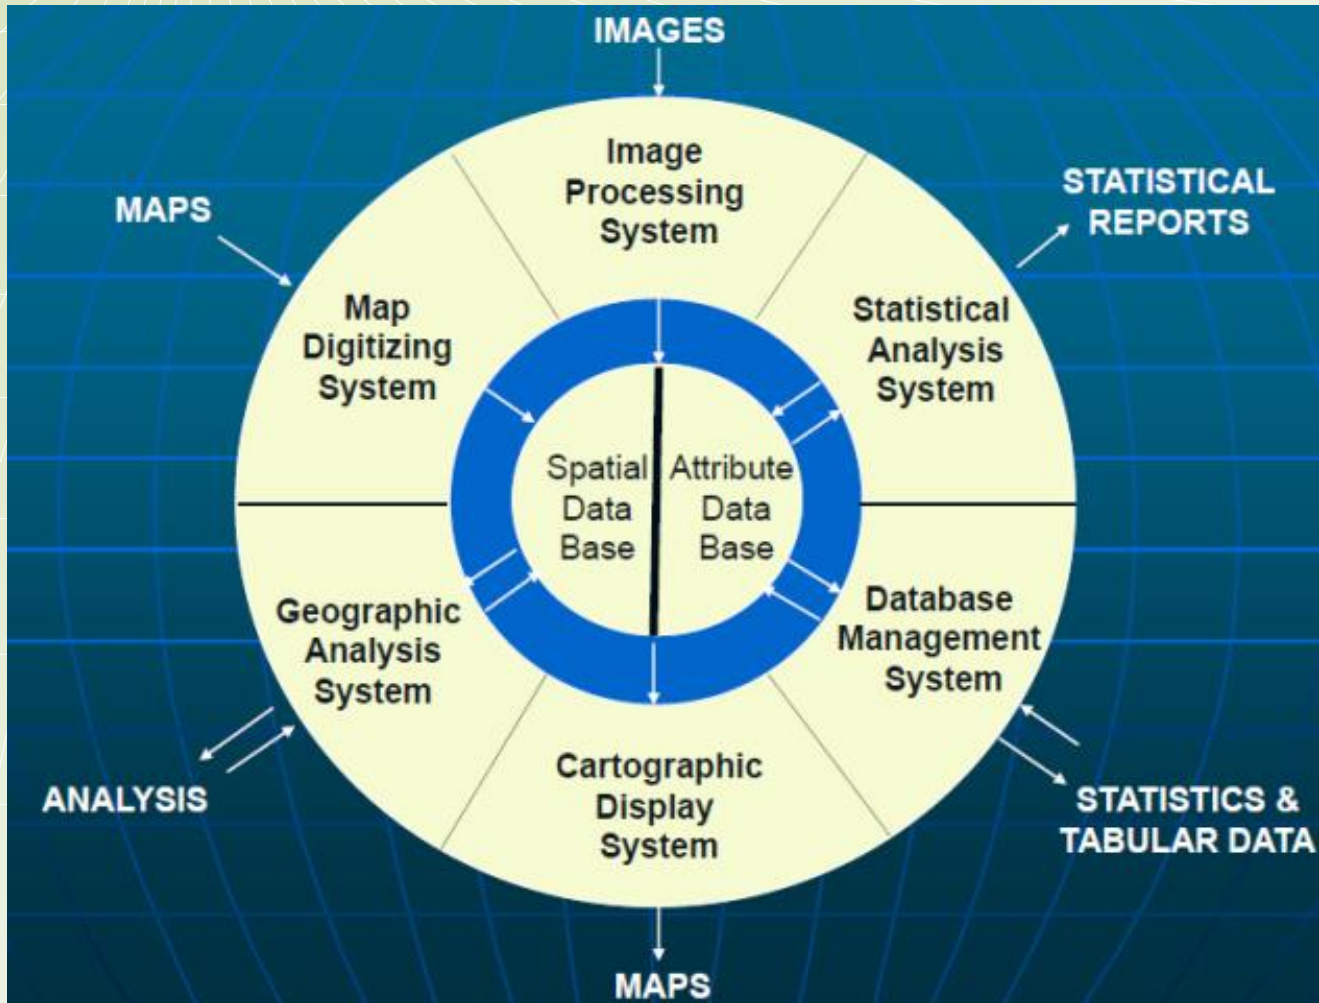 IMAGES
Image
Processing
System
MAPS
STATISTICAL
REPORTS
Map
Digitizing
System
Statistical
Analysis
System
Spatial
Data
Base
Attribute
Data
Base
Geographic
Analysis
System
Database
Management
System
ANALYSIS
Cartographic
Display
System
STATISTICS &
TABULAR DATA
MAPS